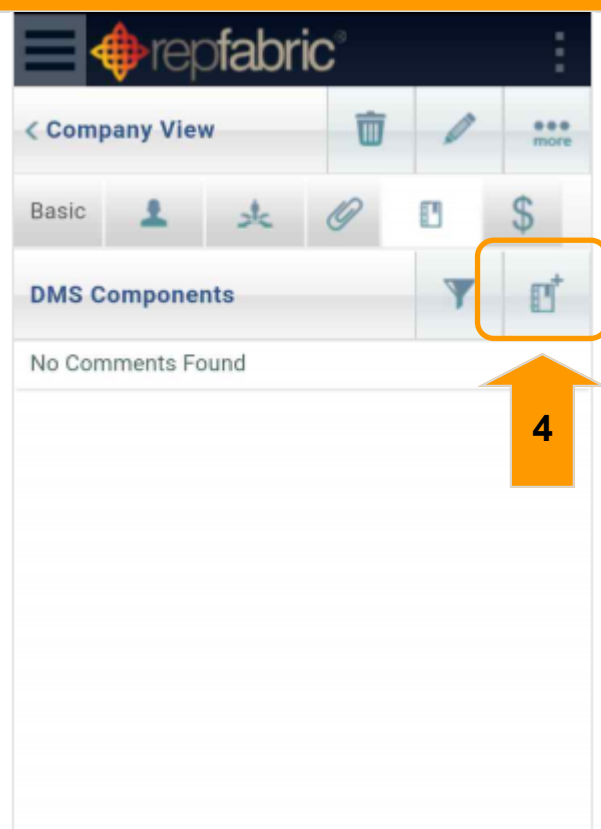 repfabric®
< Company View
more
Basic
$
DMS Components
No Comments Found
4